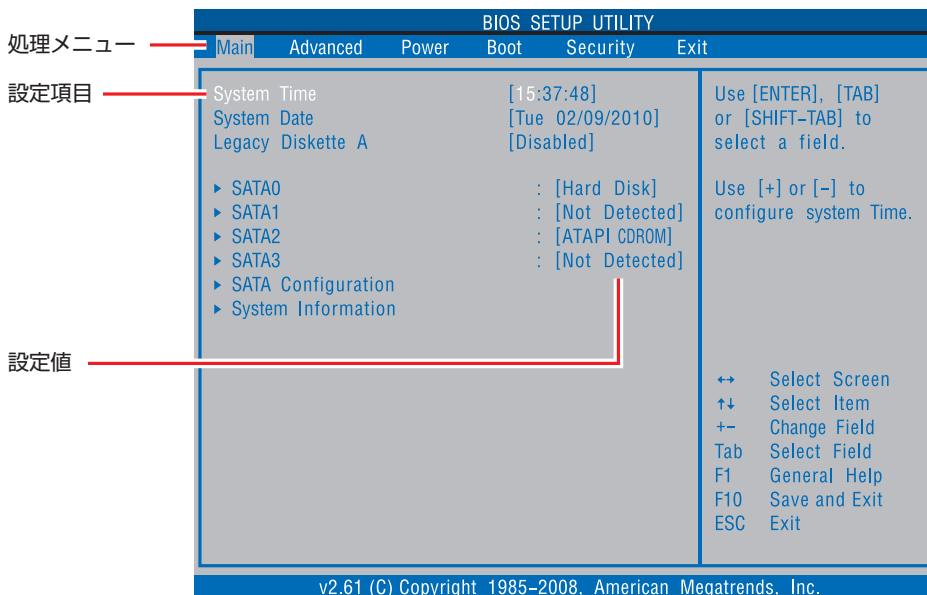 BIOS SETUP UTILITY
処理メニュー
Main Advanced Power Boot Security Exit
設定項目
System Time [15:37:48]
System Date [Tue 02/09/2010]
Legacy Diskette A [Disabled]
▸ SATA0 : [Hard Disk]
▸ SATA1 : [Not Detected]
▸ SATA2 : [ATAPI CDROM]
▸ SATA3 : [Not Detected]
▸ SATA Configuration
▸ System Information
設定値
Use [ENTER], [TAB]
or [SHIFT-TAB] to
select a field.
Use [+] or [-] to
configure system Time.
↔ Select Screen
↑↓ Select Item
+- Change Field
Tab Select Field
F1 General Help
F10 Save and Exit
ESC Exit
v2.61 (C) Copyright 1985-2008, American Megatrends, Inc.